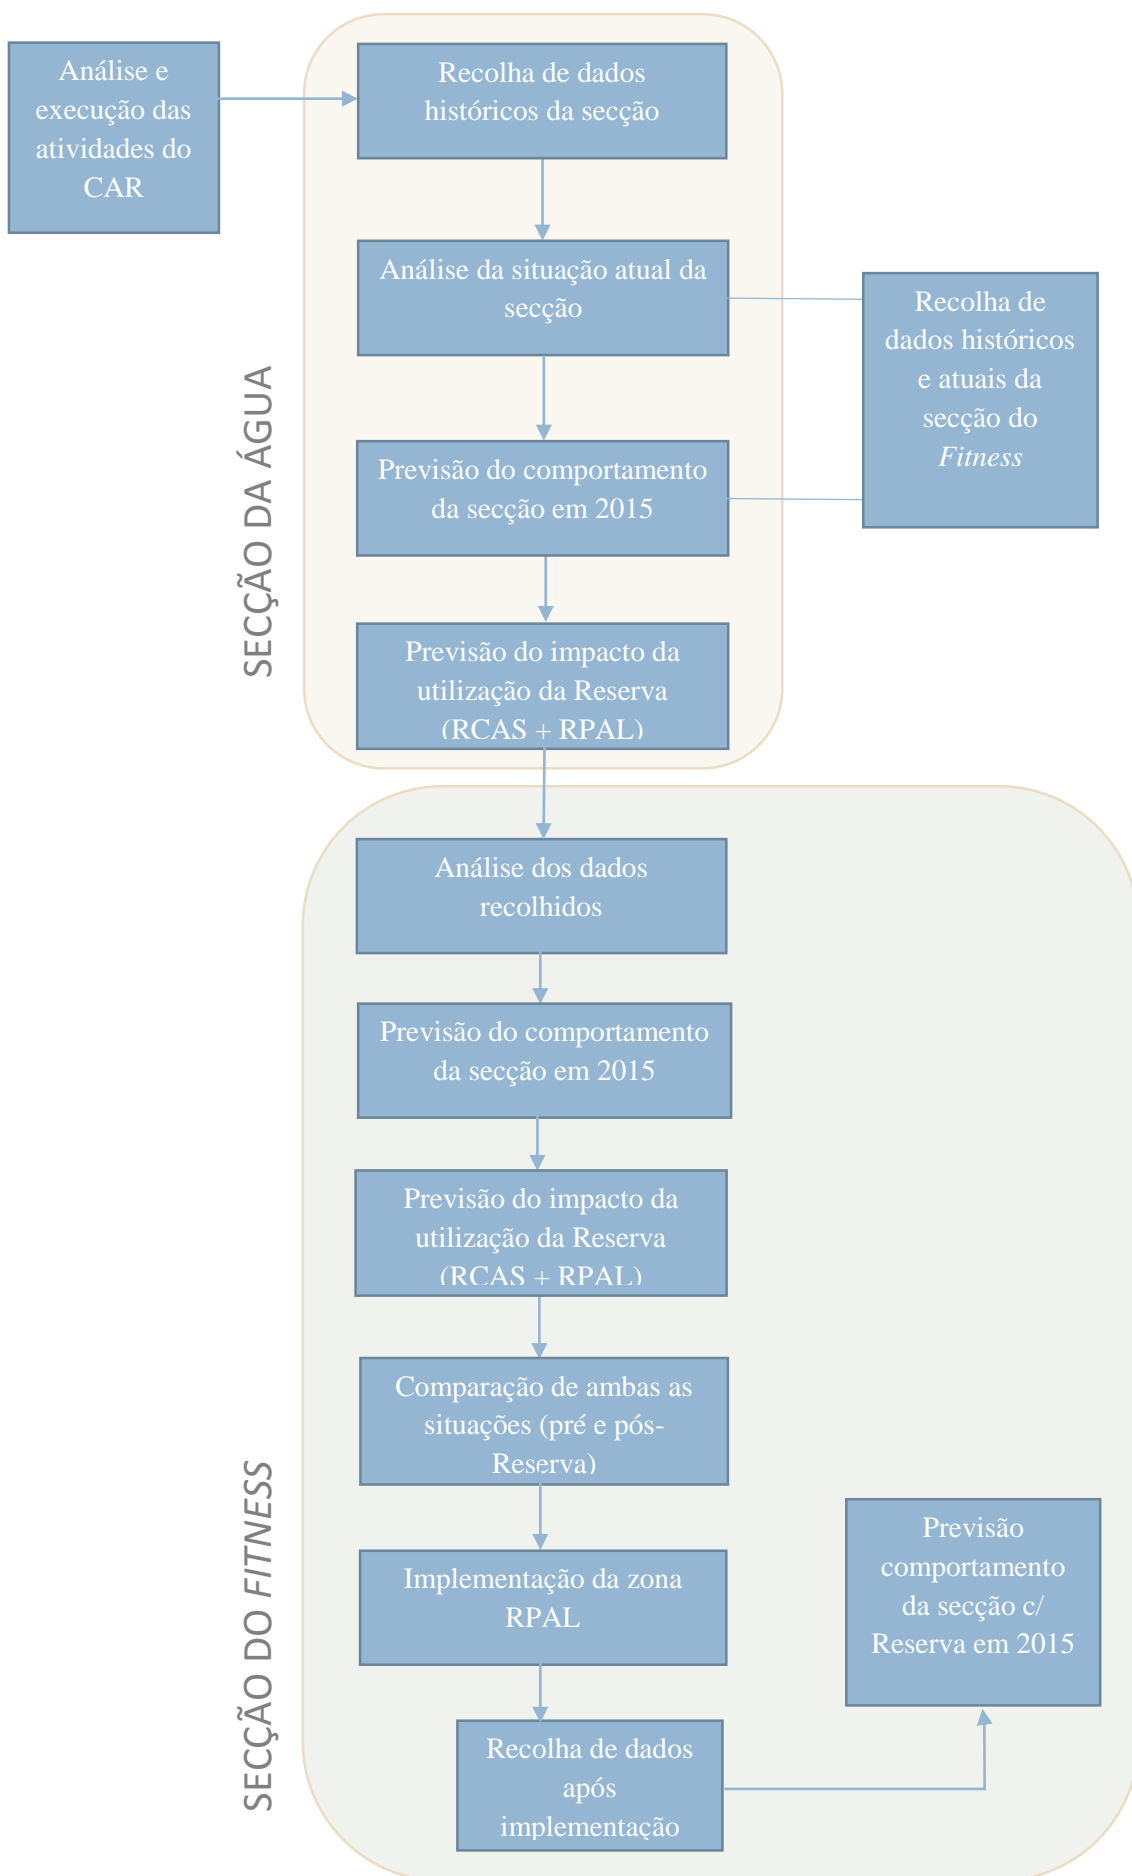 Análise e
execução das
atividades do
CAR
Recolha de dados
históricos da secção
Análise da situação atual da
secção
Recolha de
dados históricos
e atuais da
secção do
Fitness
Previsão do comportamento
da secção em 2015
Previsão do impacto da
utilização da Reserva
(RCAS + RPAL)
SECÇÃO DA ÁGUA
Análise dos dados
recolhidos
Previsão do comportamento
da secção em 2015
Previsão do impacto da
utilização da Reserva
(RCAS + RPAL)
Comparação de ambas as
situações (pré e pós-
Reserva)
Implementação da zona
RPAL
Recolha de dados
após
implementação
Previsão
comportamento
da secção c/
Reserva em 2015
SECÇÃO DO FITNESS